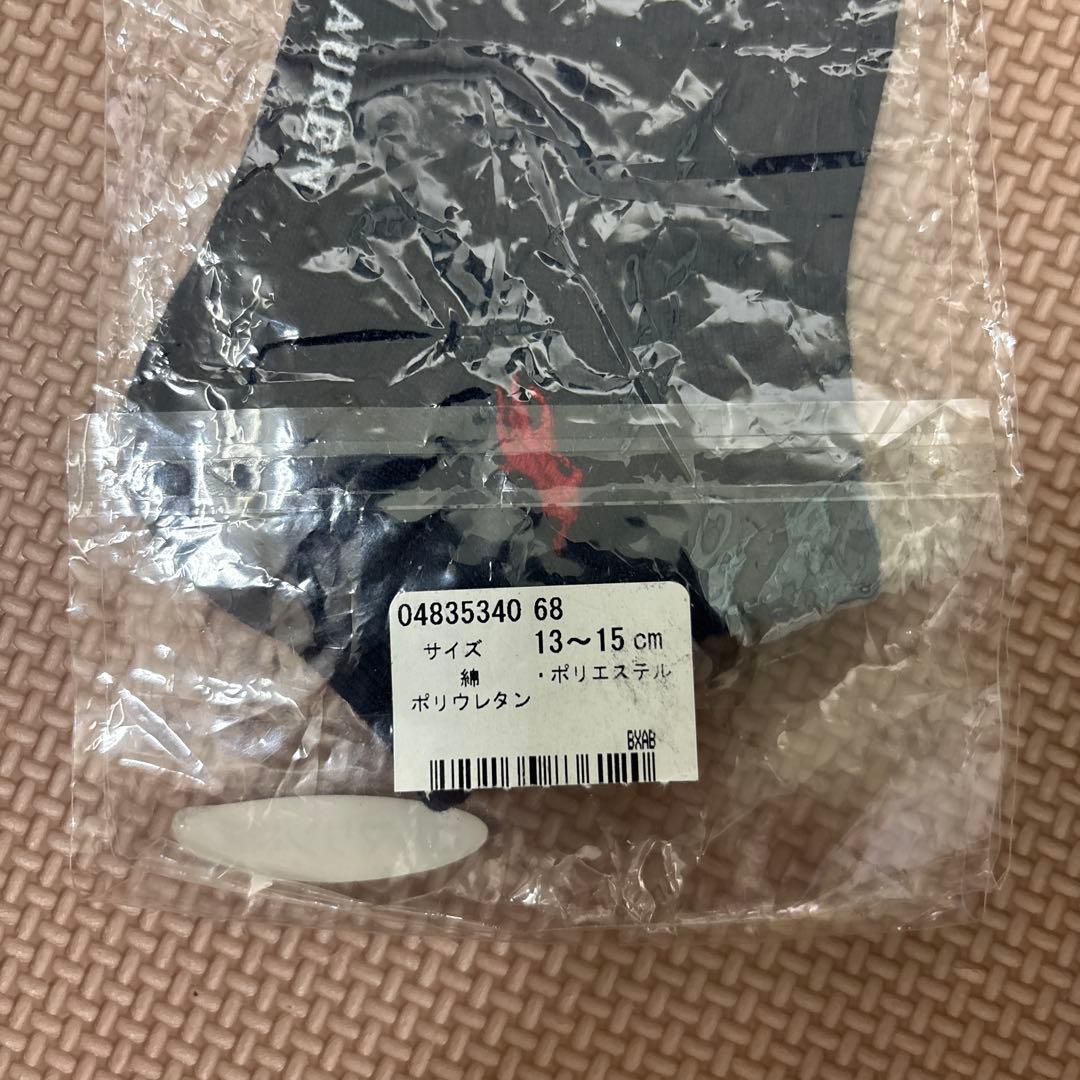 AUREN
04835340 68
サイズ 13～15 cm
綿 ・ポリエステル
ポリウレタン
BXAB